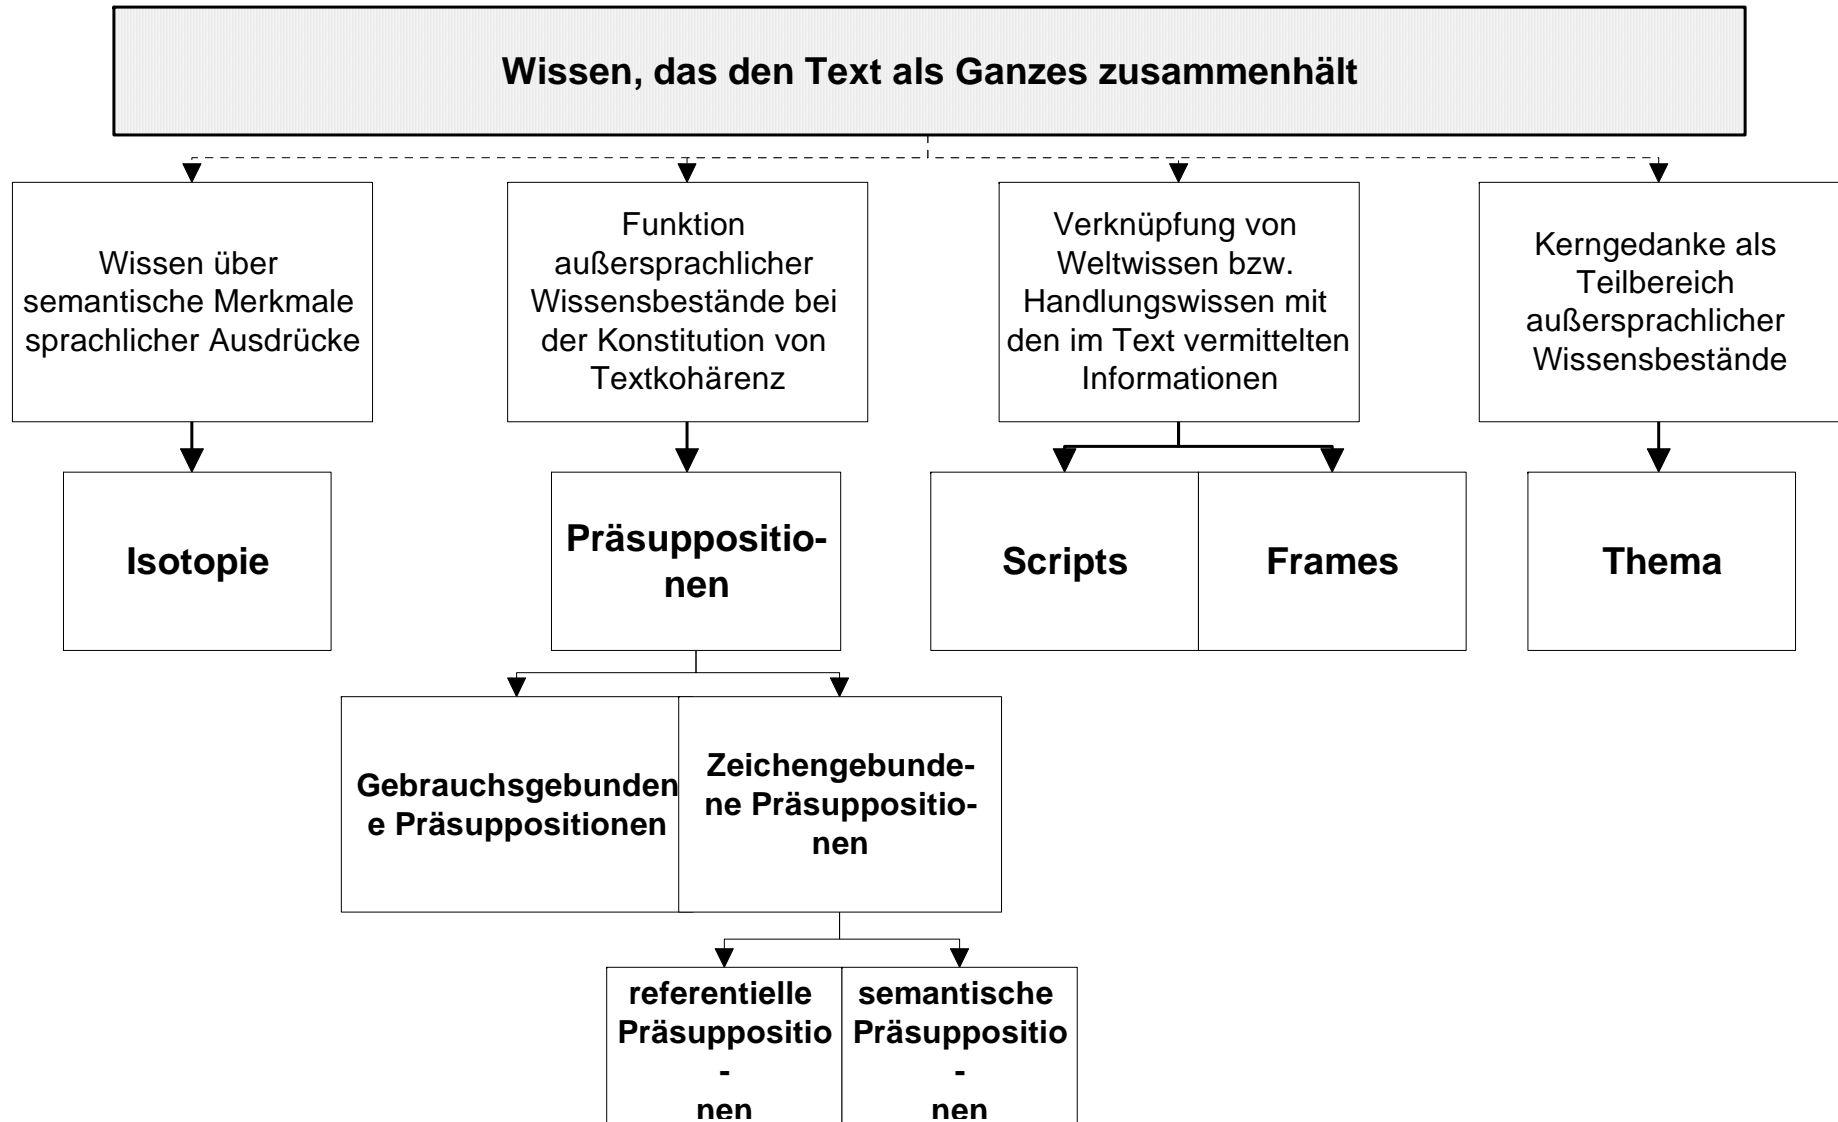 Wissen, das den Text als Ganzes zusammenhält
Wissen über
semantische Merkmale
sprachlicher Ausdrücke
Funktion
außersprachlicher
Wissensbestände bei
der Konstitution von
Textkohärenz
Verknüpfung von
Weltwissen bzw.
Handlungswissen mit
den im Text vermittelten
Informationen
Kerngedanke als
Teilbereich
außersprachlicher
Wissensbestände
Isotopie
Präsuppositio-
nen
Scripts
Frames
Thema
Gebrauchsgebunden
e Präsuppositionen
Zeichengebunde-
ne Präsuppositio-
nen
referentielle
Präsuppositio
-
nen
semantische
Präsuppositio
-
nen